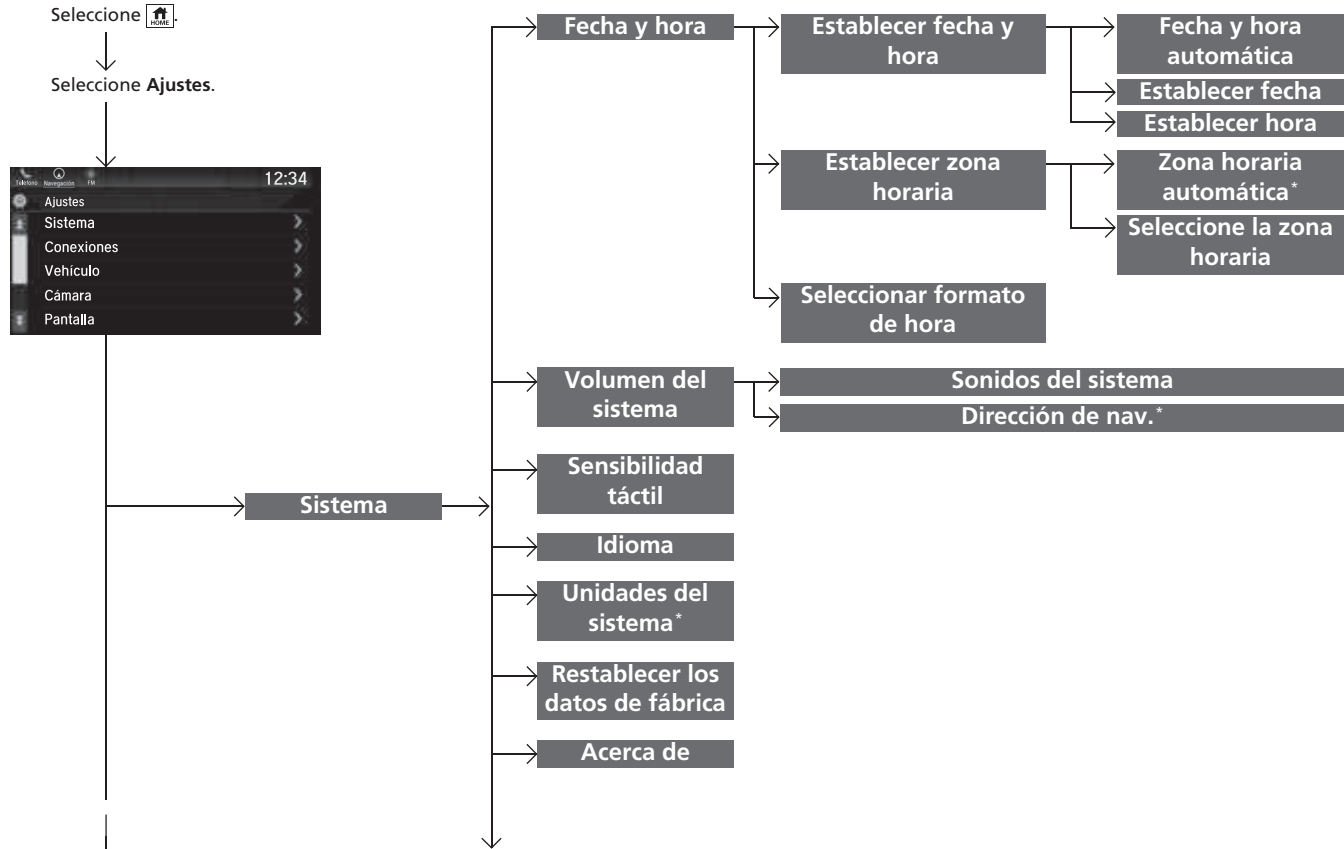 Seleccione HOME.
Seleccione Ajustes.
Teléfono Navegación FM 12:34
Ajustes
Sistema
Conexiones
Vehículo
Cámara
Pantalla
Sistema
Fecha y hora
Establecer fecha y
hora
Fecha y hora
automática
Establecer fecha
Establecer hora
Establecer zona
horaria
Zona horaria
automática*
Seleccione la zona
horaria
Seleccionar formato
de hora
Volumen del
sistema
Sonidos del sistema
Dirección de nav.*
Sensibilidad
táctil
Idioma
Unidades del
sistema*
Restablecer los
datos de fábrica
Acerca de